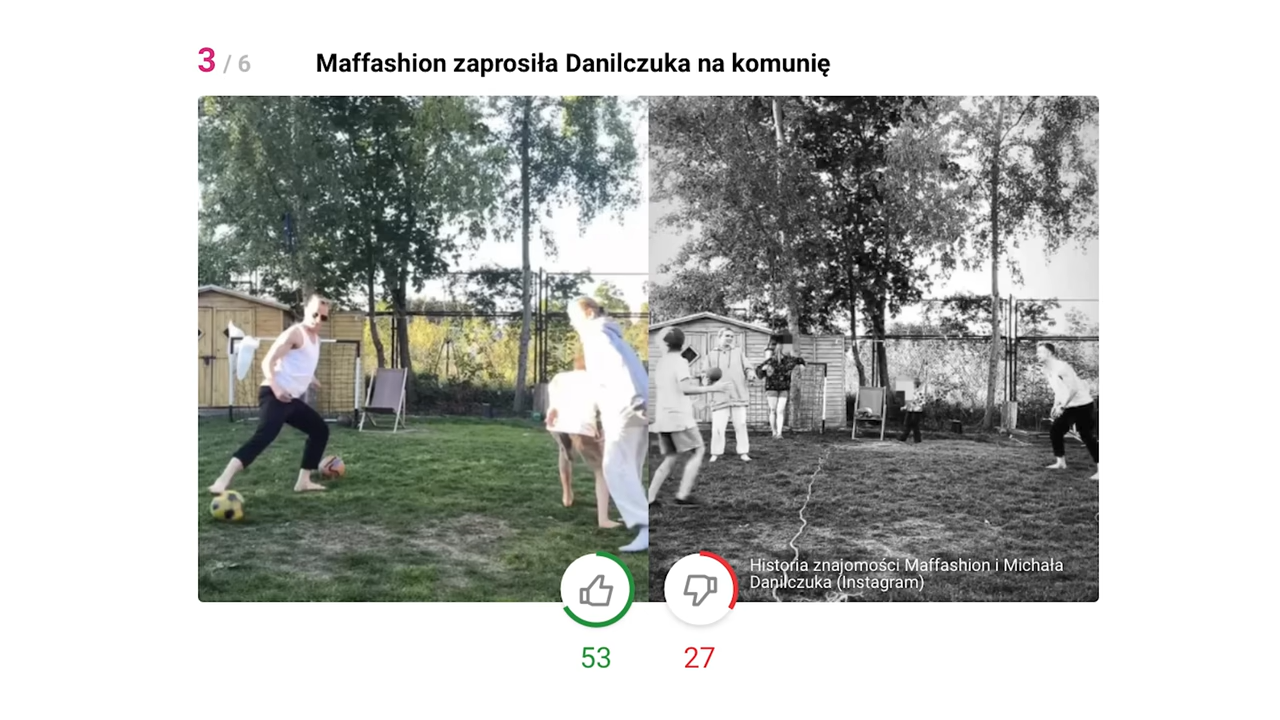 3 / 6
Maffashion zaprosiła Danilczuka na komunię
Historia znajomości Maffashion i Michała
Danilczuka (Instagram)
53
27